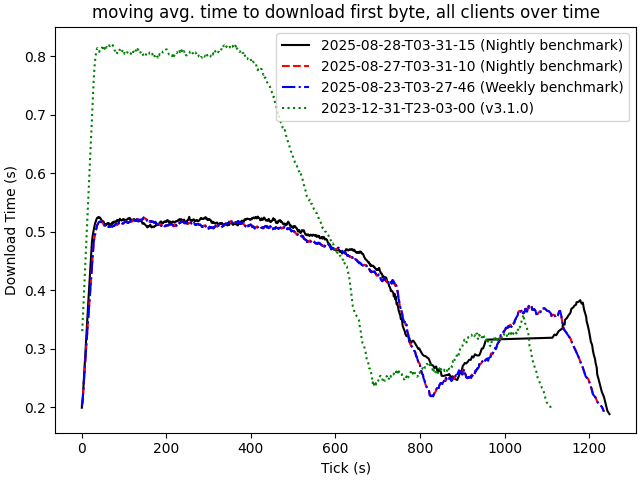 moving avg. time to download first byte, all clients over time
2025-08-28-T03-31-15 (Nightly benchmark)
2025-08-27-T03-31-10 (Nightly benchmark)
2025-08-23-T03-27-46 (Weekly benchmark)
2023-12-31-T23-03-00 (v3.1.0)
Download Time (s)
0.8
0.7
0.6
0.5
0.4
0.3
0.2
0 200 400 600 800 1000 1200
Tick (s)